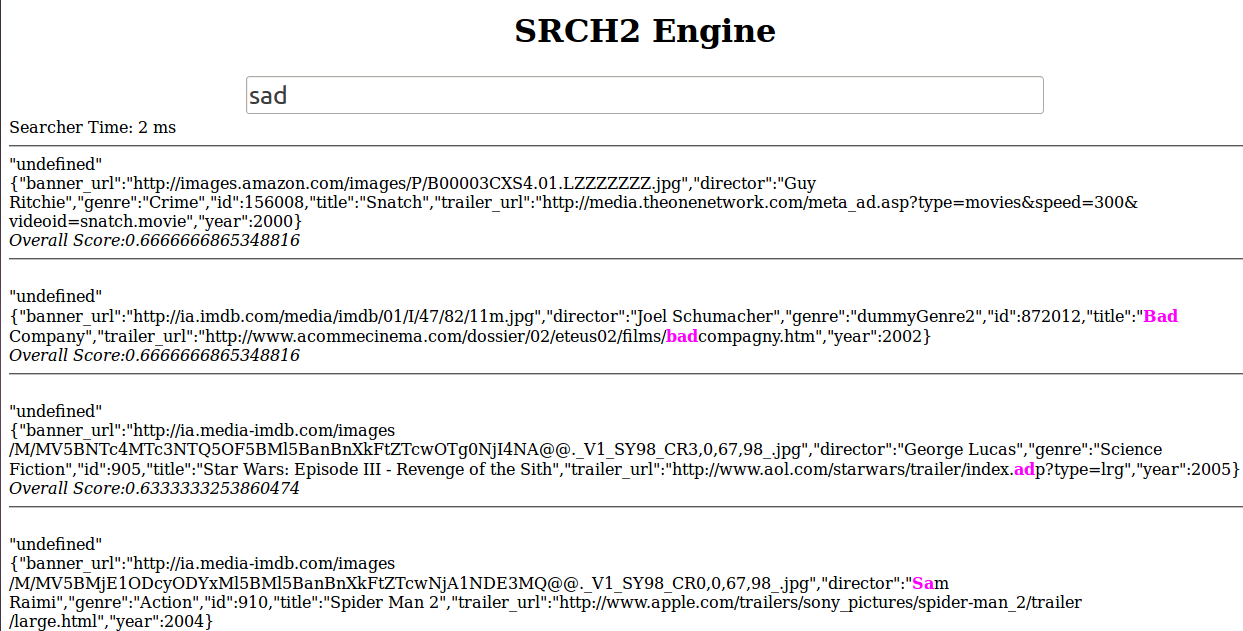 SRCH2 Engine
sad
Searcher Time: 2 ms
"undefined"
{"banner_url":"http://images.amazon.com/images/P/B00003CXS4.01.LZZZZZZZ.jpg","director":"Guy
Ritchie","genre":"Crime","id":156008,"title":"Snatch","trailer_url":"http://media.theonenetwork.com/meta_ad.asp?type=movies&speed=300&
videoid=snatch.movie","year":2000}
Overall Score:0.6666666865348816
"undefined"
{"banner_url":"http://ia.imdb.com/media/imdb/01/I/47/82/11m.jpg","director":"Joel Schumacher","genre":"dummyGenre2","id":872012,"title":"Bad
Company","trailer_url":"http://www.acommecinema.com/dossier/02/eteus02/films/badcompagny.htm","year":2002}
Overall Score:0.6666666865348816
"undefined"
{"banner_url":"http://ia.media-imdb.com/images
/M/MV5BNTc4MTc3NTQ5OF5BMl5BanBnXkFtZTcwOTg0NjI4NA@@._V1_SY98_CR3,0,67,98_.jpg","director":"George Lucas","genre":"Science
Fiction","id":905,"title":"Star Wars: Episode III - Revenge of the Sith","trailer_url":"http://www.aol.com/starwars/trailer/index.adp?type=lrg","year":2005}
Overall Score:0.6333333253860474
"undefined"
{"banner_url":"http://ia.media-imdb.com/images
/M/MV5BMjE1ODcyODYxMl5BMl5BanBnXkFtZTcwNjA1NDE3MQ@@._V1_SY98_CR0,0,67,98_.jpg","director":"Sam
Raimi","genre":"Action","id":910,"title":"Spider Man 2","trailer_url":"http://www.apple.com/trailers/sony_pictures/spider-man_2/trailer
/large.html","year":2004}